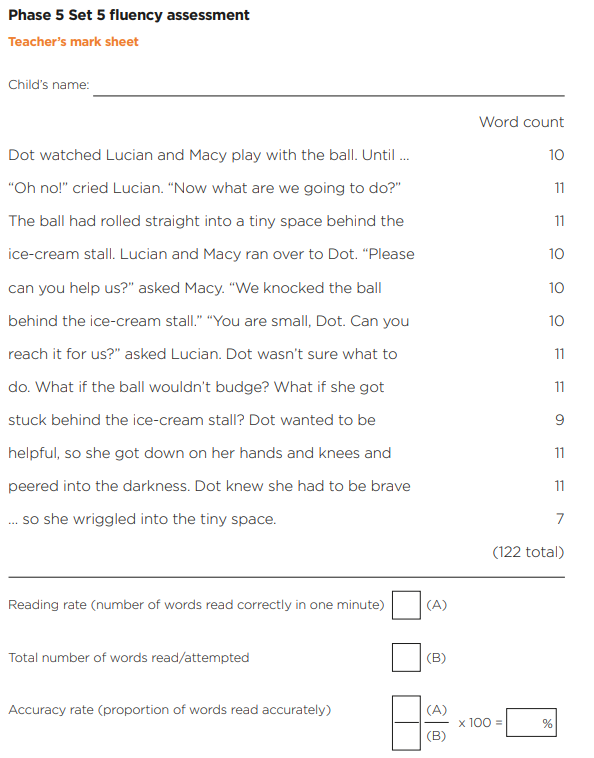 Phase 5 Set 5 fluency assessment
Teacher’s mark sheet
Child’s name:
Word count
Dot watched Lucian and Macy play with the ball. Until ... 10
“Oh no!” cried Lucian. “Now what are we going to do?” 11
The ball had rolled straight into a tiny space behind the 11
ice-cream stall. Lucian and Macy ran over to Dot. “Please 10
can you help us?” asked Macy. “We knocked the ball 10
behind the ice-cream stall.” “You are small, Dot. Can you 10
reach it for us?” asked Lucian. Dot wasn’t sure what to 11
do. What if the ball wouldn’t budge? What if she got 11
stuck behind the ice-cream stall? Dot wanted to be 9
helpful, so she got down on her hands and knees and 11
peered into the darkness. Dot knew she had to be brave 11
... so she wriggled into the tiny space. 7
(122 total)
Reading rate (number of words read correctly in one minute) (A)
Total number of words read/attempted (B)
Accuracy rate (proportion of words read accurately) (A)
x 100 = %
(B)